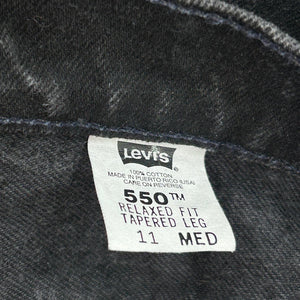 Levi's
100% COTTON
MADE IN PUERTO RICO (USA)
CARE ON REVERSE
550™
RELAXED FIT
TAPERED LEG
11 MED